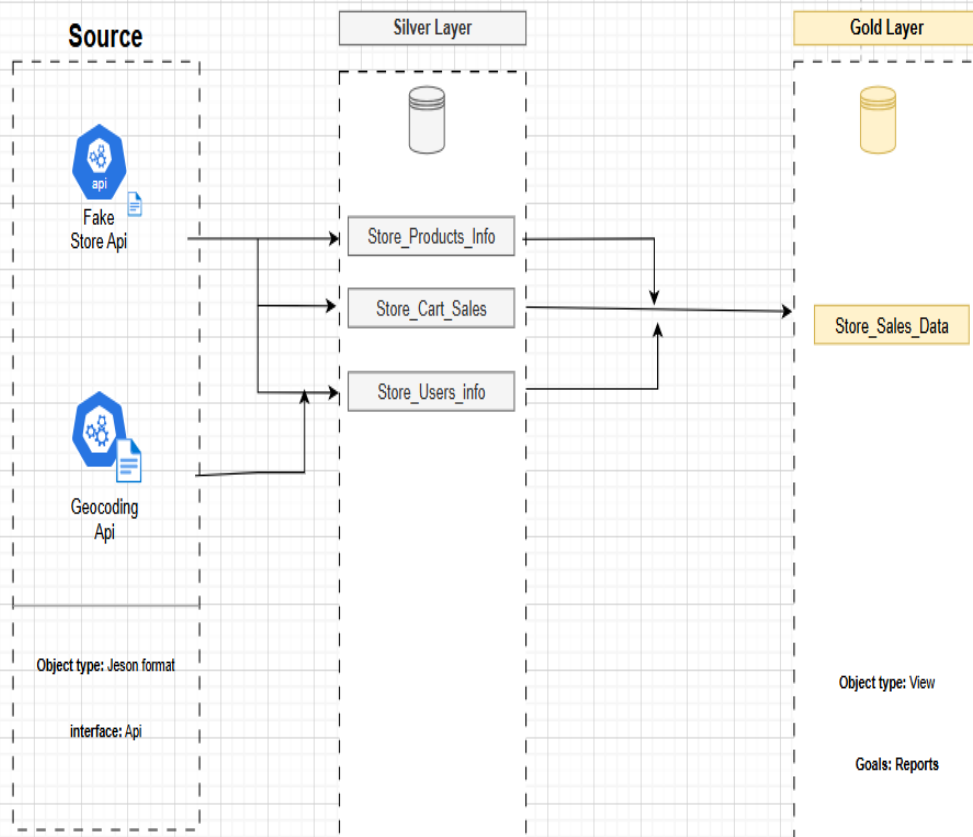 Source
Silver Layer
Gold Layer
api
Fake
Store Api
Store_Products_Info
Store_Cart_Sales
Store_Sales_Data
Store_Users_info
Geocoding
Api
Object type: Jeson format
interface: Api
Object type: View
Goals: Reports